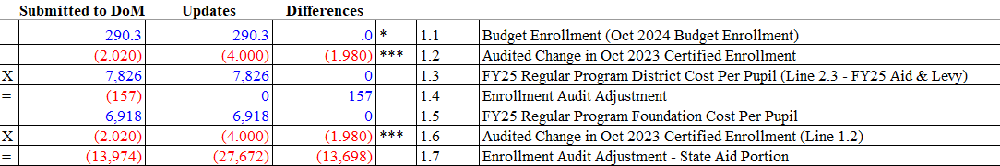 Submitted to DoM Updates Differences
290.3 290.3 .0 * 1.1 Budget Enrollment (Oct 2024 Budget Enrollment)
(2.020) (4.000) (1.980) *** 1.2 Audited Change in Oct 2023 Certified Enrollment
X 7,826 7,826 0 1.3 FY25 Regular Program District Cost Per Pupil (Line 2.3 - FY25 Aid & Levy)
= (157) 0 157 1.4 Enrollment Audit Adjustment
6,918 6,918 0 1.5 FY25 Regular Program Foundation Cost Per Pupil
X (2.020) (4.000) (1.980) *** 1.6 Audited Change in Oct 2023 Certified Enrollment (Line 1.2)
= (13,974) (27,672) (13,698) 1.7 Enrollment Audit Adjustment - State Aid Portion